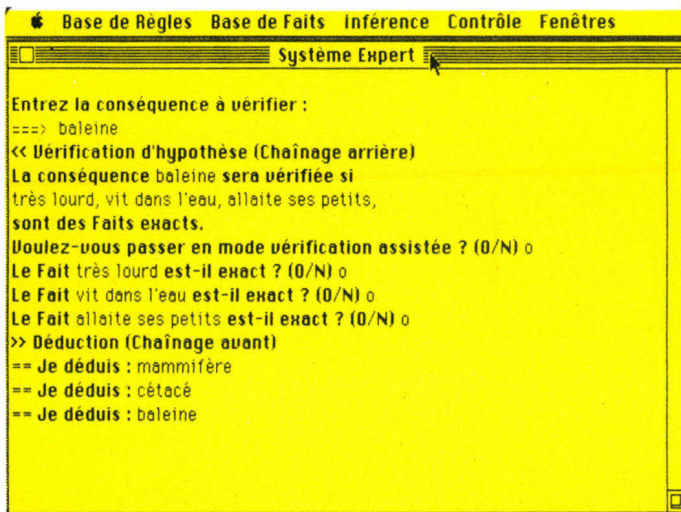 Base de Règles Base de Faits Inférence Contrôle Fenêtres
Système Expert
Entrez la conséquence à vérifier :
===> baleine
<< Vérification d'hypothèse (Chaînage arrière)
La conséquence baleine sera vérifiée si
très lourd, vit dans l'eau, allaite ses petits,
sont des Faits exacts.
Voulez-vous passer en mode vérification assistée ? (O/N) o
Le Fait très lourd est-il exact ? (O/N) o
Le Fait vit dans l'eau est-il exact ? (O/N) o
Le Fait allaite ses petits est-il exact ? (O/N) o
>> Déduction (Chaînage avant)
== Je déduis : mammifère
== Je déduis : cétacé
== Je déduis : baleine